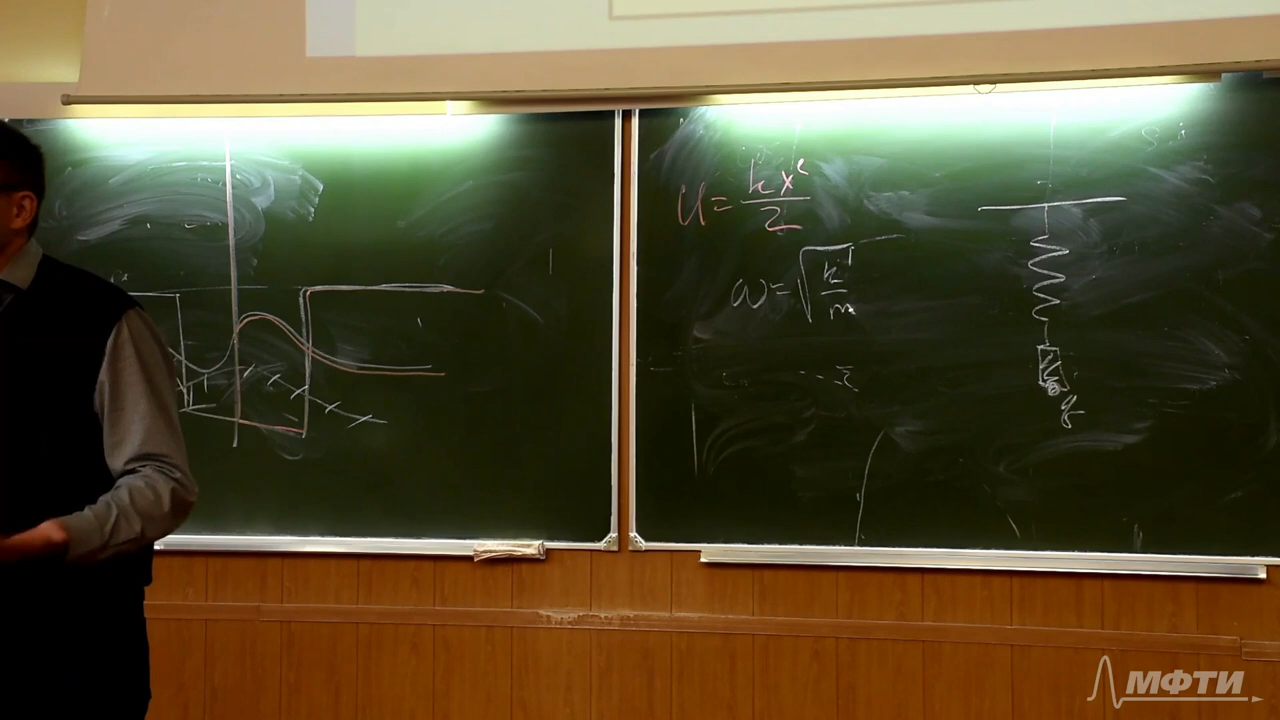 U = kx²/2
ω = √(k/m)
g
МФТИ